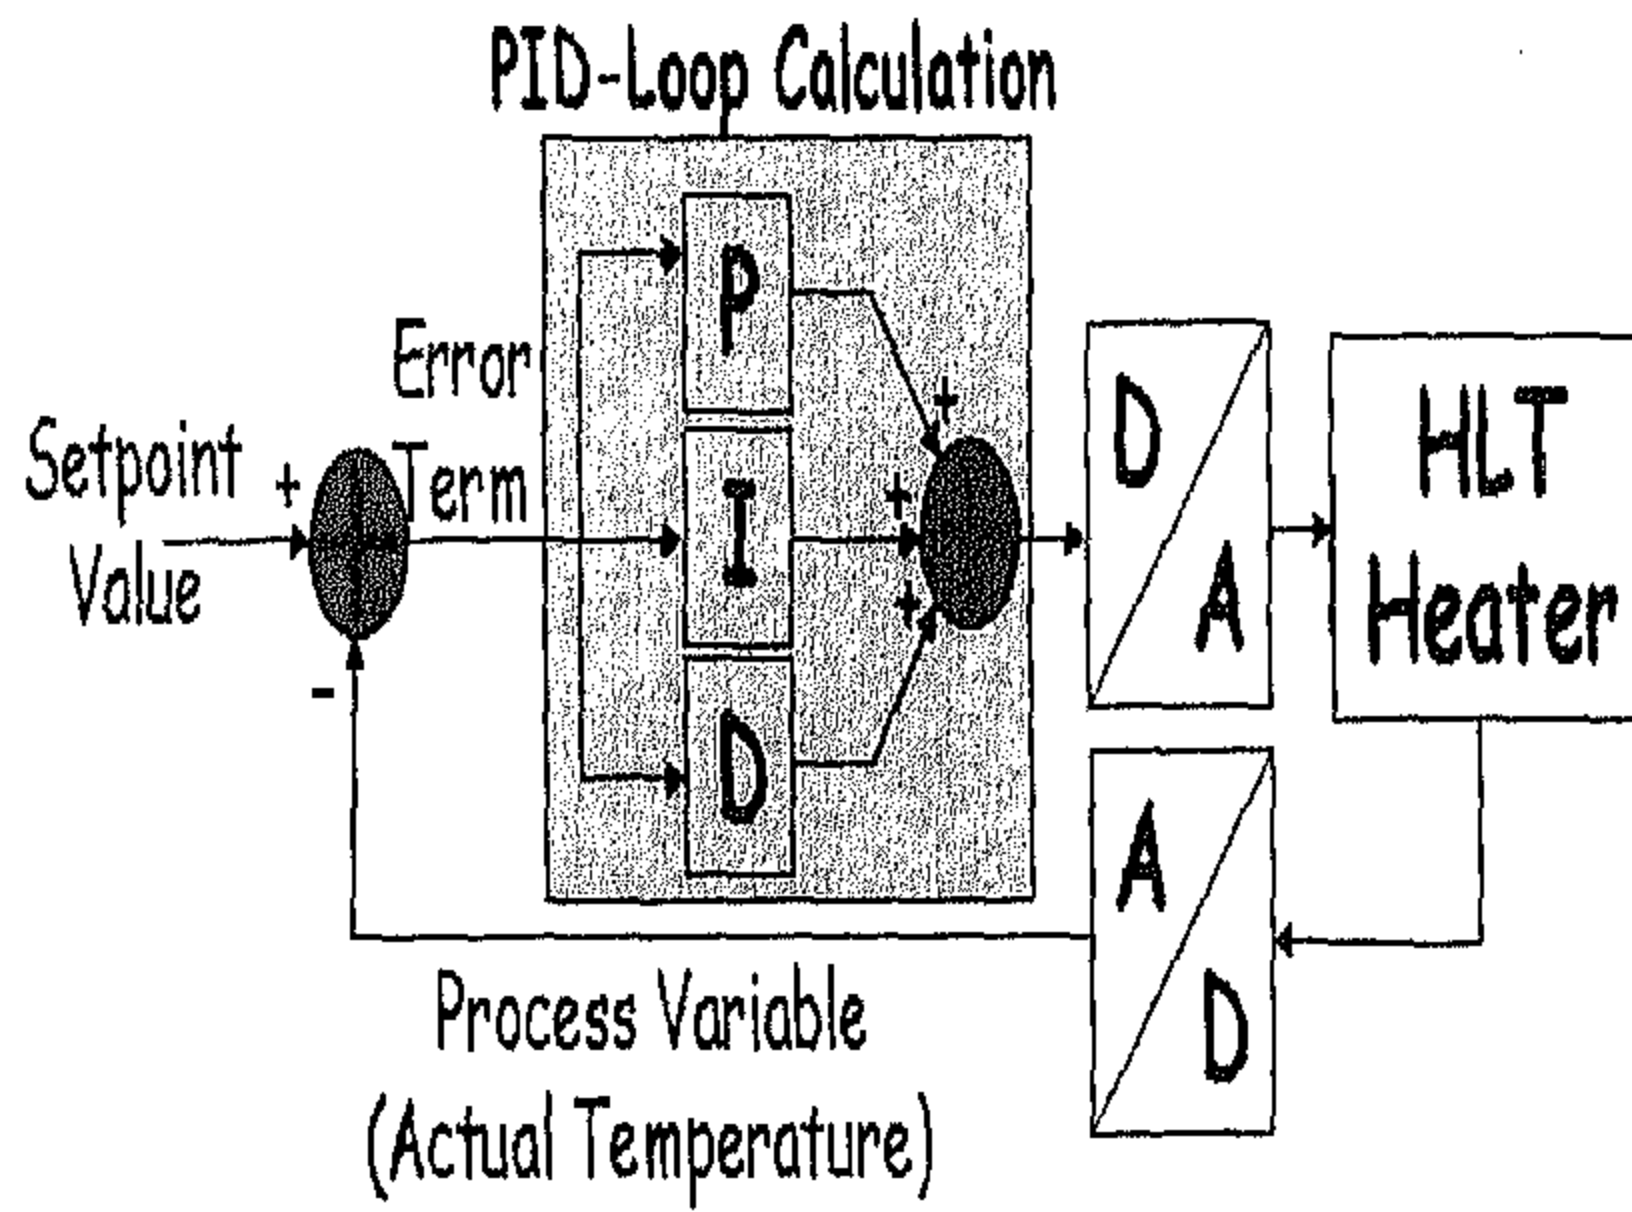 PID-Loop Calculation
Setpoint
Value
+
-
Error
Term
P
I
D
+
+
+
D
A
HLT
Heater
A
D
Process Variable
(Actual Temperature)